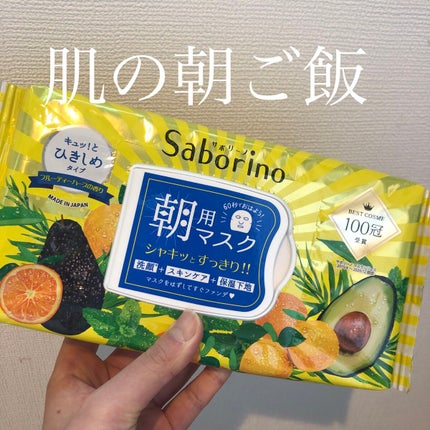 肌の朝ご飯
サボリーノ
Saborino
キュッ!と
ひきしめ
タイプ
フルーティーハーブの香り
MADE IN JAPAN
60秒でおはよう!
朝用マスク
シャキッとすっきり!!
洗顔+スキンケア+保湿下地
マスクをはずしてすぐファンデ♥
BEST COSME
100冠
受賞